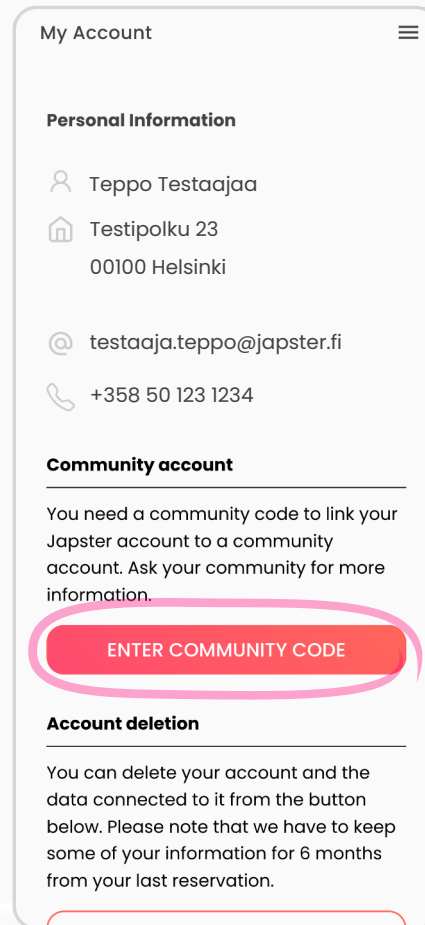 My Account
Personal Information
Teppo Testaajaa
Testipolku 23
00100 Helsinki
testaaja.teppo@japster.fi
+358 50 123 1234
Community account
You need a community code to link your
Japster account to a community
account. Ask your community for more
information.
ENTER COMMUNITY CODE
Account deletion
You can delete your account and the
data connected to it from the button
below. Please note that we have to keep
some of your information for 6 months
from your last reservation.